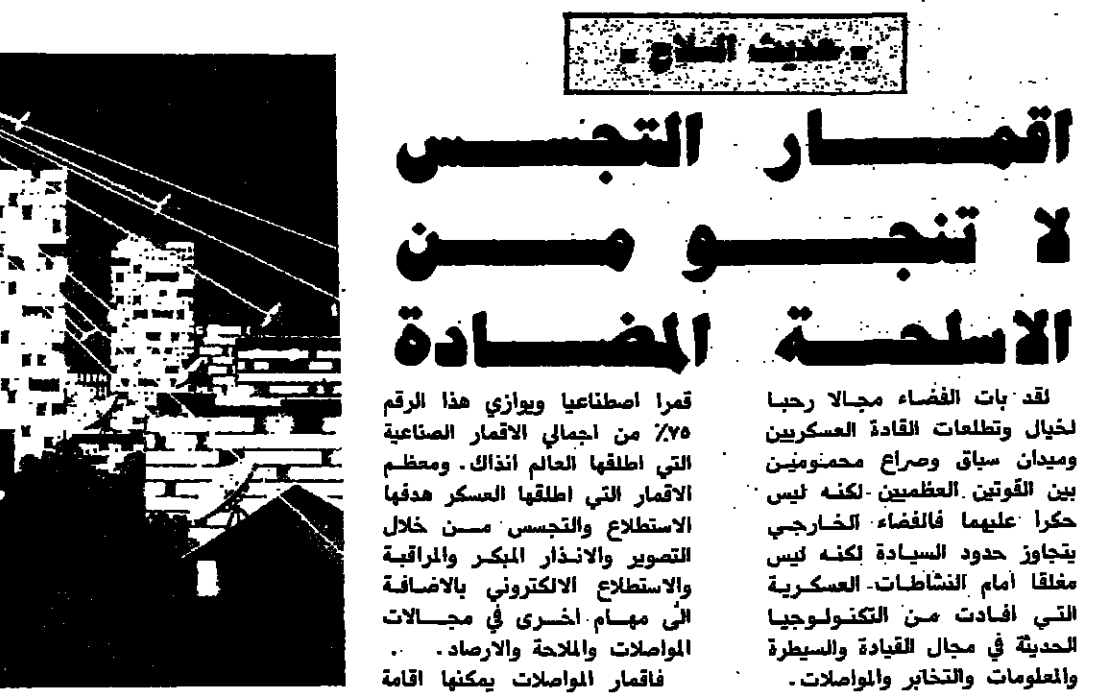 - حديث السلاح -
اقمار التجسس
لا تنجو من
الاسلحة المضادة
لقد بات الفضاء مجالا رحبا
لخيال وتطلعات القادة العسكريين
وميدان سباق وصراع محمومين
بين القوتين العظميين لكنه ليس
حكرا عليهما فالفضاء الخارجي
يتجاوز حدود السيادة لكنه ليس
مغلقا أمام النشاطات العسكرية
التي افادت من التكنولوجيا
الحديثة في مجال القيادة والسيطرة
والمعلومات والتخابر والمواصلات.
قمرا اصطناعيا ويوازي هذا الرقم
٧٥٪ من اجمالي الاقمار الصناعية
التي اطلقها العالم انذاك. ومعظم
الاقمار التي اطلقها العسكر هدفها
الاستطلاع والتجسس من خلال
التصوير والانذار المبكر والمراقبة
والاستطلاع الالكتروني بالاضافة
الى مهام اخرى في مجالات
المواصلات والملاحة والارصاد.
فاقمار المواصلات يمكنها اقامة